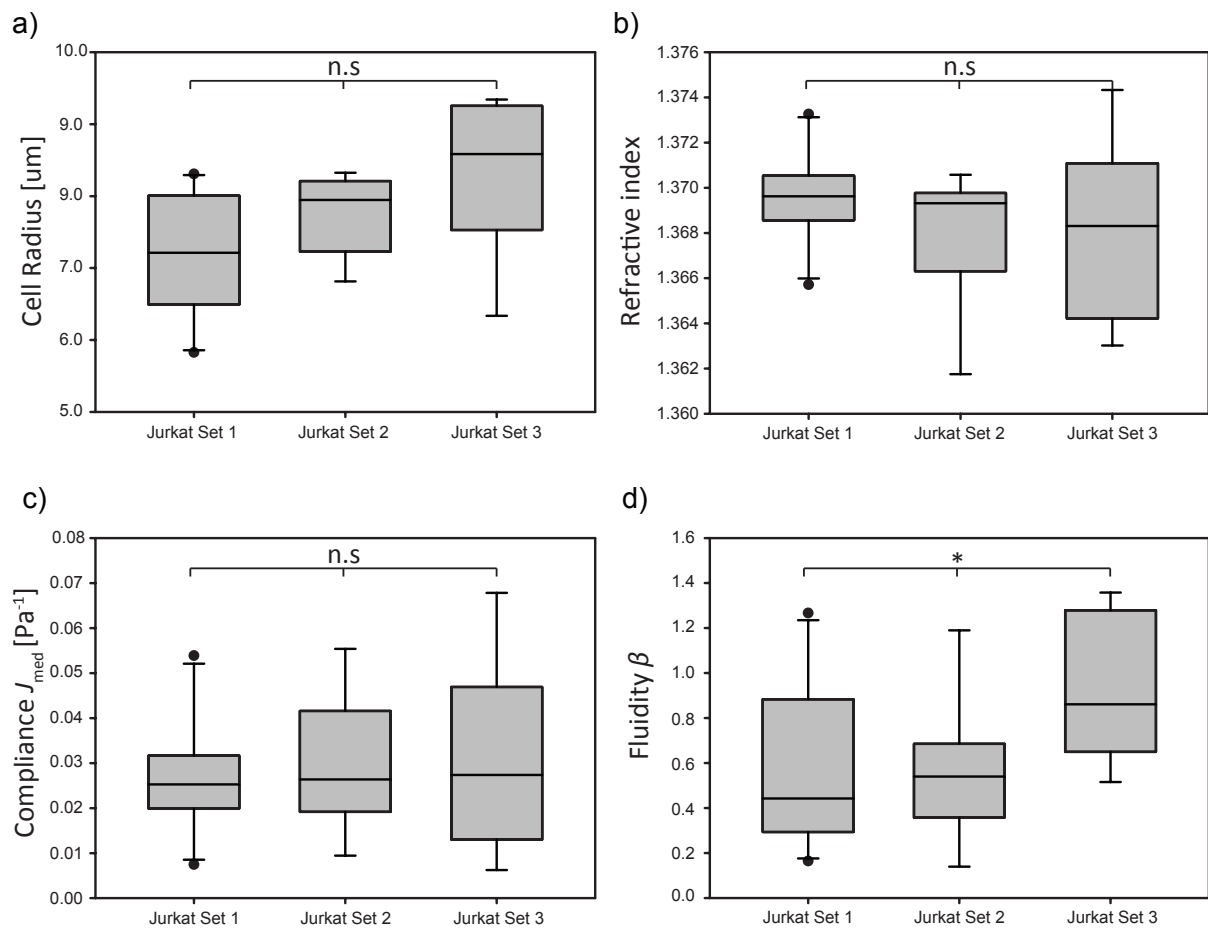 a)
10.0
9.0
9.0
7.0
6.0
5.0
Cell Radius [um]
n.s
Jurkat Set 1
Jurkat Set 2
Jurkat Set 3
b)
1.376
1.374
1.372
1.370
1.368
1.366
1.364
1.362
1.360
Refractive index
n.s
Jurkat Set 1
Jurkat Set 2
Jurkat Set 3
c)
0.08
0.07
0.06
0.05
0.04
0.03
0.02
0.01
0.00
Compliance Jmed [Pa⁻¹]
n.s
Jurkat Set 1
Jurkat Set 2
Jurkat Set 3
d)
1.6
1.4
1.2
1.0
0.8
0.6
0.4
0.2
0.0
Fluidity β
*
Jurkat Set 1
Jurkat Set 2
Jurkat Set 3